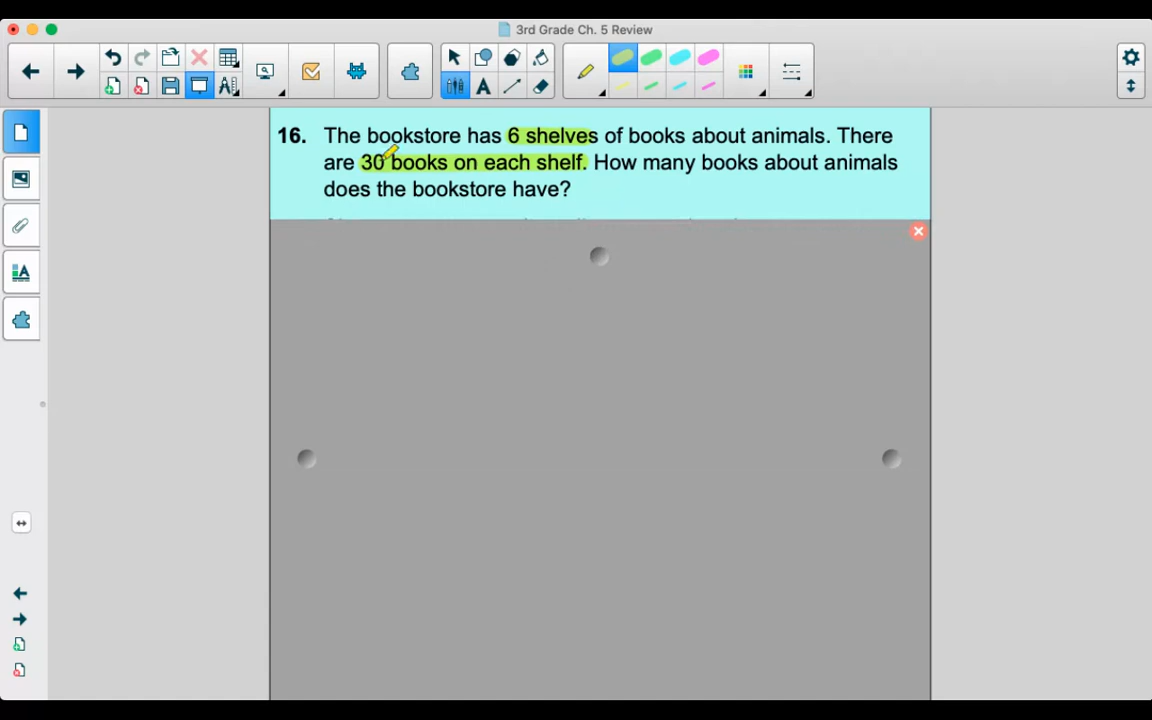 3rd Grade Ch. 5 Review
16. The bookstore has 6 shelves of books about animals. There
are 30 books on each shelf. How many books about animals
does the bookstore have?